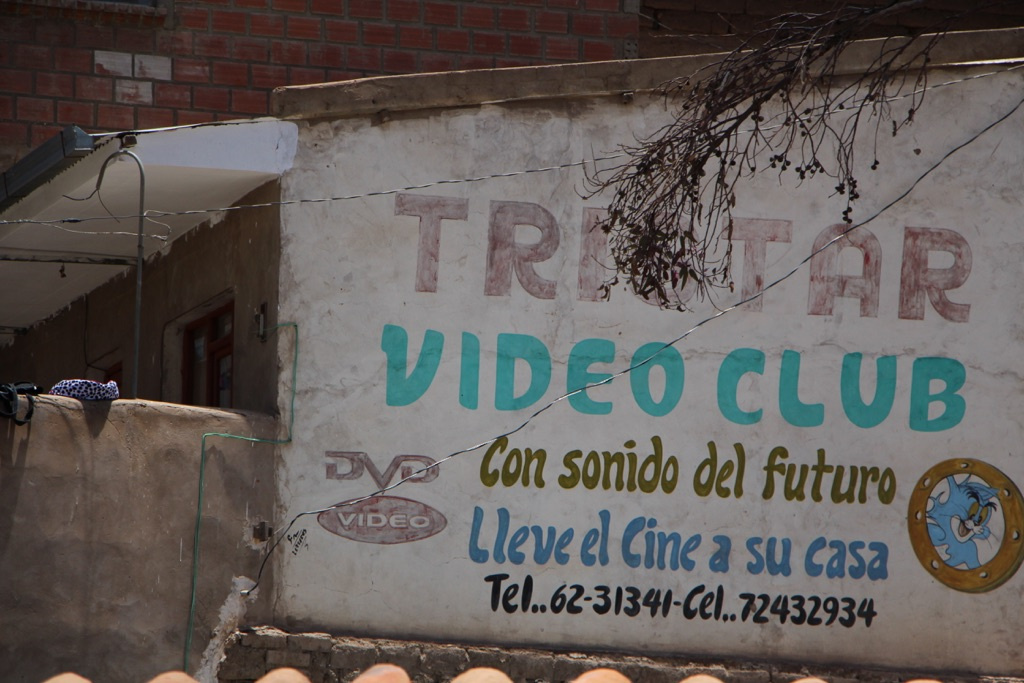 TRISTAR
VIDEO CLUB
Con sonido del futuro
DVD
VIDEO
Lleve el Cine a su casa
Tel..62-31341-Cel..72432934